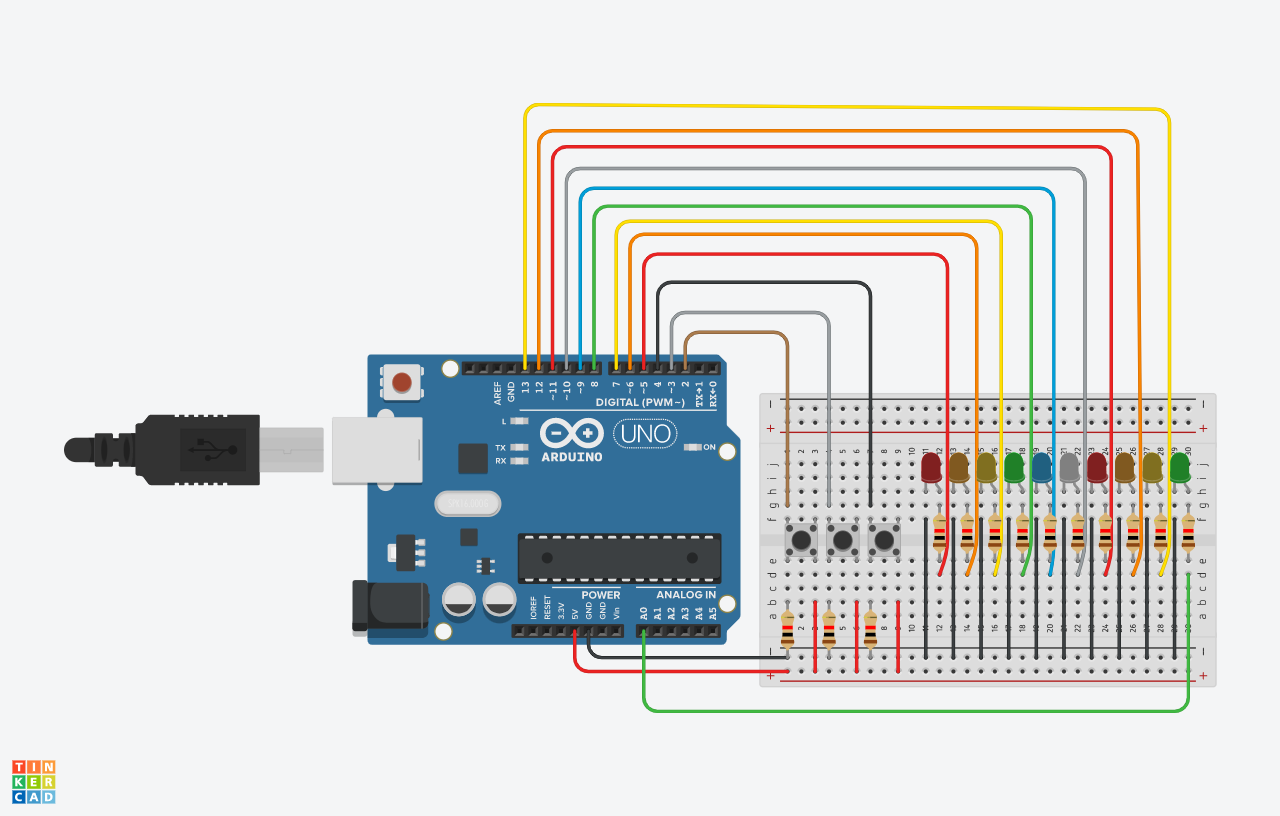 AREF
GND
13
12
~11
~10
~9
8
7
~6
~5
4
~3
2
TX→1
RX←0
DIGITAL (PWM~)
L
TX
RX
ARDUINO
UNO
ON
IOREF
RESET
3.3V
5V
GND
GND
Vin
POWER
ANALOG IN
A0
A1
A2
A3
A4
A5
j
i
h
g
f
e
d
c
b
a
TIN
KER
CAD